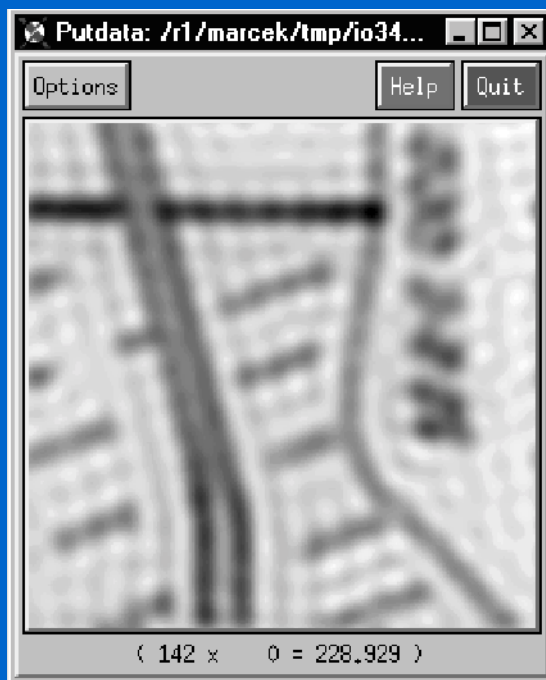 Putdata: /r1/marcek/tmp/io34...
Options Help Quit
( 142 x 0 = 228.929 )